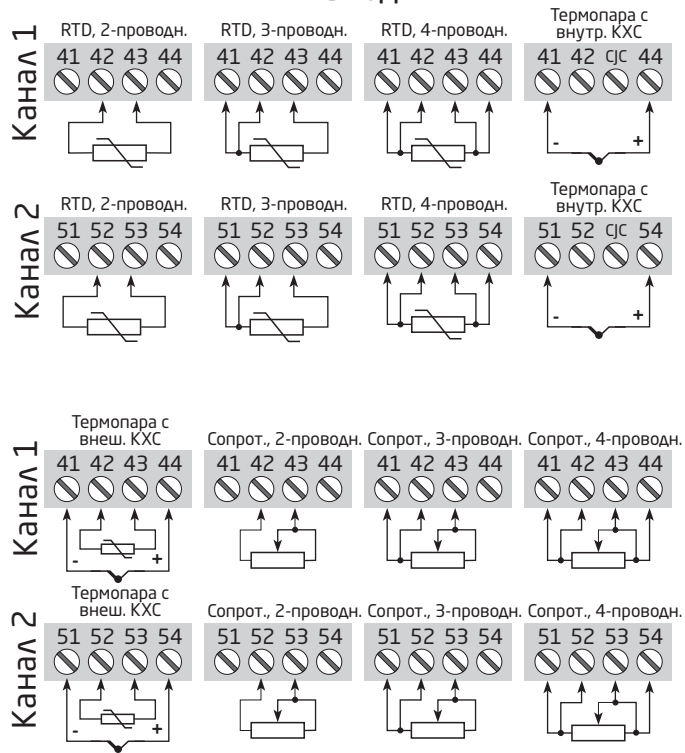 Канал 1
RTD, 2-проводн.
41 42 43 44
RTD, 3-проводн.
41 42 43 44
RTD, 4-проводн.
41 42 43 44
Термопара с
внутр. КХС
41 42 CJC 44
- +
Канал 2
RTD, 2-проводн.
51 52 53 54
RTD, 3-проводн.
51 52 53 54
RTD, 4-проводн.
51 52 53 54
Термопара с
внутр. КХС
51 52 CJC 54
- +
Канал 1
Термопара с
внеш. КХС
41 42 43 44
- +
Сопрот., 2-проводн.
41 42 43 44
Сопрот., 3-проводн.
41 42 43 44
Сопрот., 4-проводн.
41 42 43 44
Канал 2
Термопара с
внеш. КХС
51 52 53 54
- +
Сопрот., 2-проводн.
51 52 53 54
Сопрот., 3-проводн.
51 52 53 54
Сопрот., 4-проводн.
51 52 53 54